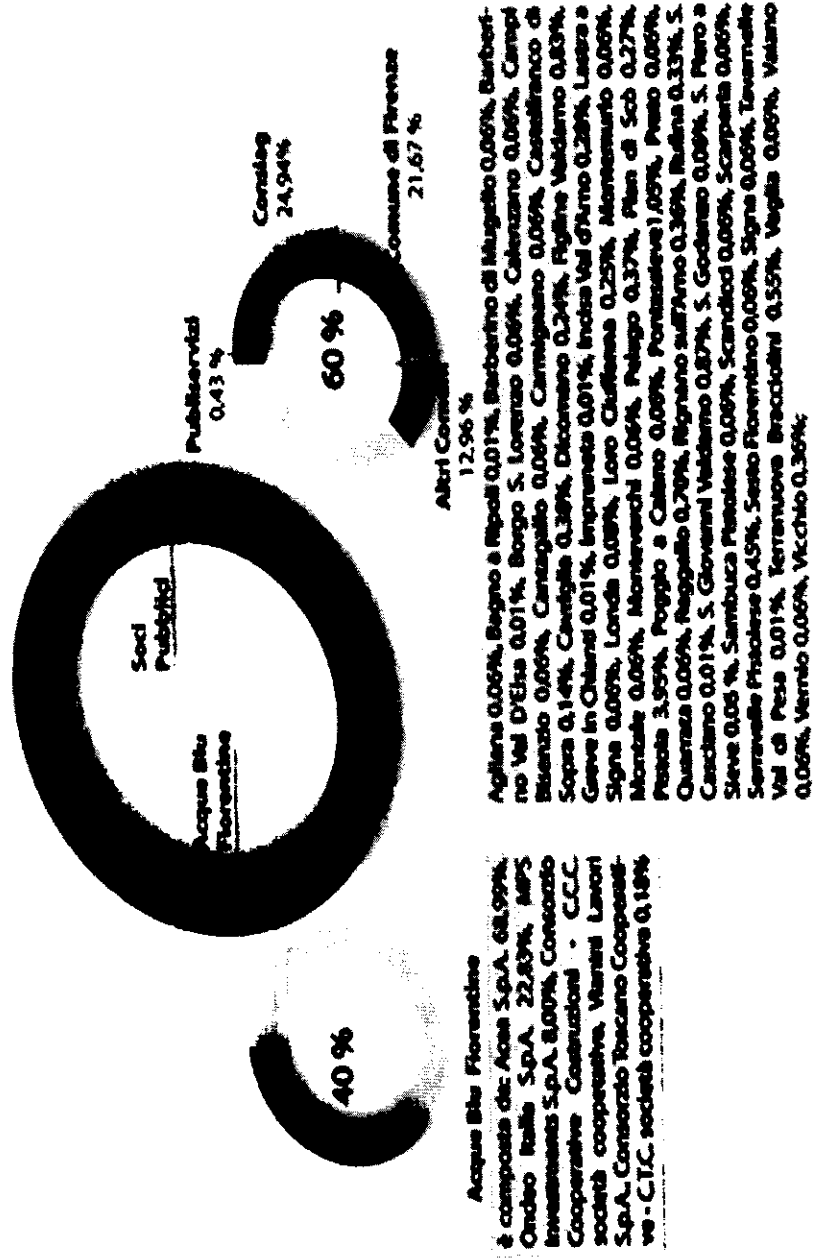 Publiservizi
0,43 %
Consiag
24,94%
60 %
Comune di Firenze
21,67 %
Altri Comuni
12,96 %
Soci
Pubblici
Acque Blu
Fiorentine
40 %
Acque Blu Fiorentine
è composta da: Acea S.p.A. 68,99%,
Ondeo Italia S.p.A. 22,83%, MPS
Investments S.p.A. 8,00%, Consorzio
Cooperative Costruzioni - C.C.C.
società cooperativa, Vianini Lavori
S.p.A., Consorzio Toscano Cooperati-
ve - C.T.C. società cooperativa 0,18%
Agliana 0,06%, Bagno a Ripoli 0,01%, Barberino di Mugello 0,06%, Barberi-
no Val D'Elsa 0,01%, Borgo S. Lorenzo 0,06%, Calenzano 0,06%, Campi
Bisenzio 0,06%, Cantagallo 0,06%, Carmignano 0,06%, Castelfranco di
Sopra 0,14%, Cavriglia 0,38%, Dicomano 0,24%, Figline Valdarno 0,83%,
Greve in Chianti 0,01%, Impruneta 0,01%, Incisa Val d'Arno 0,28%, Lastra a
Signa 0,06%, Londa 0,08%, Loro Ciuffenna 0,25%, Montemurlo 0,06%,
Montale 0,06%, Montevarchi 0,06%, Pelago 0,37%, Pian di Scò 0,27%,
Pistoia 3,95%, Poggio a Caiano 0,06%, Pontassieve 1,05%, Prato 0,06%,
Quarrata 0,06%, Reggello 0,70%, Rignano sull'Arno 0,36%, Rufina 0,33%, S.
Casciano 0,01%, S. Giovanni Valdarno 0,87%, S. Godenzo 0,06%, S. Piero a
Sieve 0,06 %, Sambuca Pistoiese 0,06%, Scandicci 0,06%, Scarperia 0,06%,
Serravalle Pistoiese 0,45%, Sesto Fiorentino 0,06%, Signa 0,06%, Tavarnelle
Val di Pesa 0,01%, Terranuova Bracciolini 0,55%, Vaglia 0,06%, Vaiano
0,06%, Vernio 0,06%, Vicchio 0,36%;